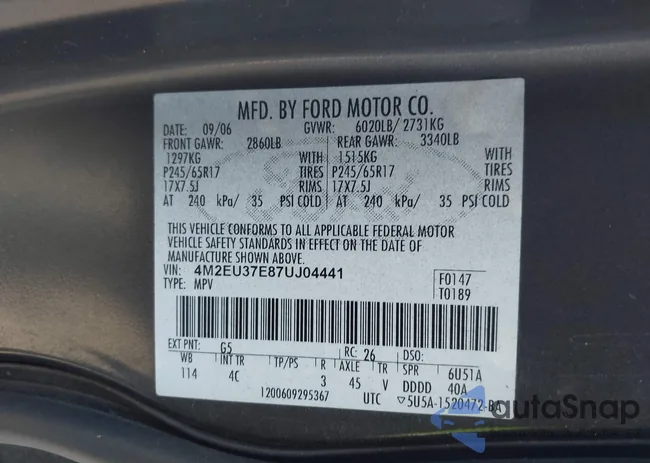 MFD. BY FORD MOTOR CO.
DATE: 09/06 GVWR: 6020LB/ 2731KG
FRONT GAWR: 2860LB REAR GAWR: 3340LB
1297KG WITH 1515KG WITH
P245/65R17 TIRES P245/65R17 TIRES
17X7.5J RIMS 17X7.5J RIMS
AT 240 kPa/ 35 PSI COLD AT 240 kPa/ 35 PSI COLD
THIS VEHICLE CONFORMS TO ALL APPLICABLE FEDERAL MOTOR
VEHICLE SAFETY STANDARDS IN EFFECT ON THE DATE OF
MANUFACTURE SHOWN ABOVE.
VIN: 4M2EU37E87UJ04441 F0147
TYPE: MPV T0189
EXT PNT: G5 RC: 26 DSO:
WB INT TR TP/PS R AXLE TR SPR 6U51A
114 4C 3 45 V DDDD 40A
1200609295367 UTC ▽5U5A-1520472-BA
autoSnap